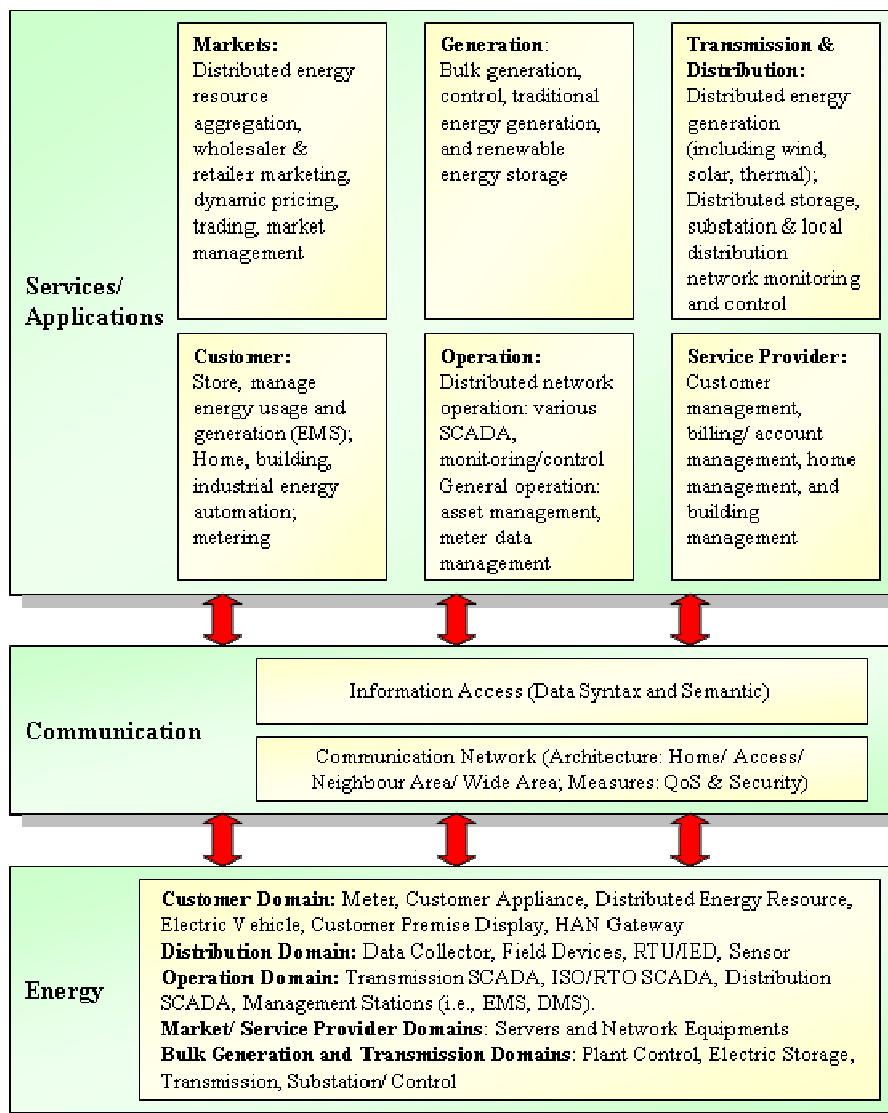 Services/
Applications
Markets:
Distributed energy
resource
aggregation,
wholesaler &
retailer marketing,
dynamic pricing,
trading, market
management
Generation:
Bulk generation,
control, traditional
energy generation,
and renewable
energy storage
Transmission &
Distribution:
Distributed energy
generation
(including wind,
solar, thermal);
Distributed storage,
substation & local
distribution
network monitoring
and control
Customer:
Store, manage
energy usage and
generation (EMS);
Home, building,
industrial energy
automation;
metering
Operation:
Distributed network
operation: various
SCADA,
monitoring/control
General operation:
asset management,
meter data
management
Service Provider:
Customer
management,
billing/ account
management, home
management, and
building
management
Communication
Information Access (Data Syntax and Semantic)
Communication Network (Architecture: Home/ Access/
Neighbour Area/ Wide Area; Measures: QoS & Security)
Energy
Customer Domain: Meter, Customer Appliance, Distributed Energy Resource,
Electric Vehicle, Customer Premise Display, HAN Gateway
Distribution Domain: Data Collector, Field Devices, RTU/IED, Sensor
Operation Domain: Transmission SCADA, ISO/RTO SCADA, Distribution
SCADA, Management Stations (i.e., EMS, DMS).
Market/ Service Provider Domains: Servers and Network Equipments
Bulk Generation and Transmission Domains: Plant Control, Electric Storage,
Transmission, Substation/ Control